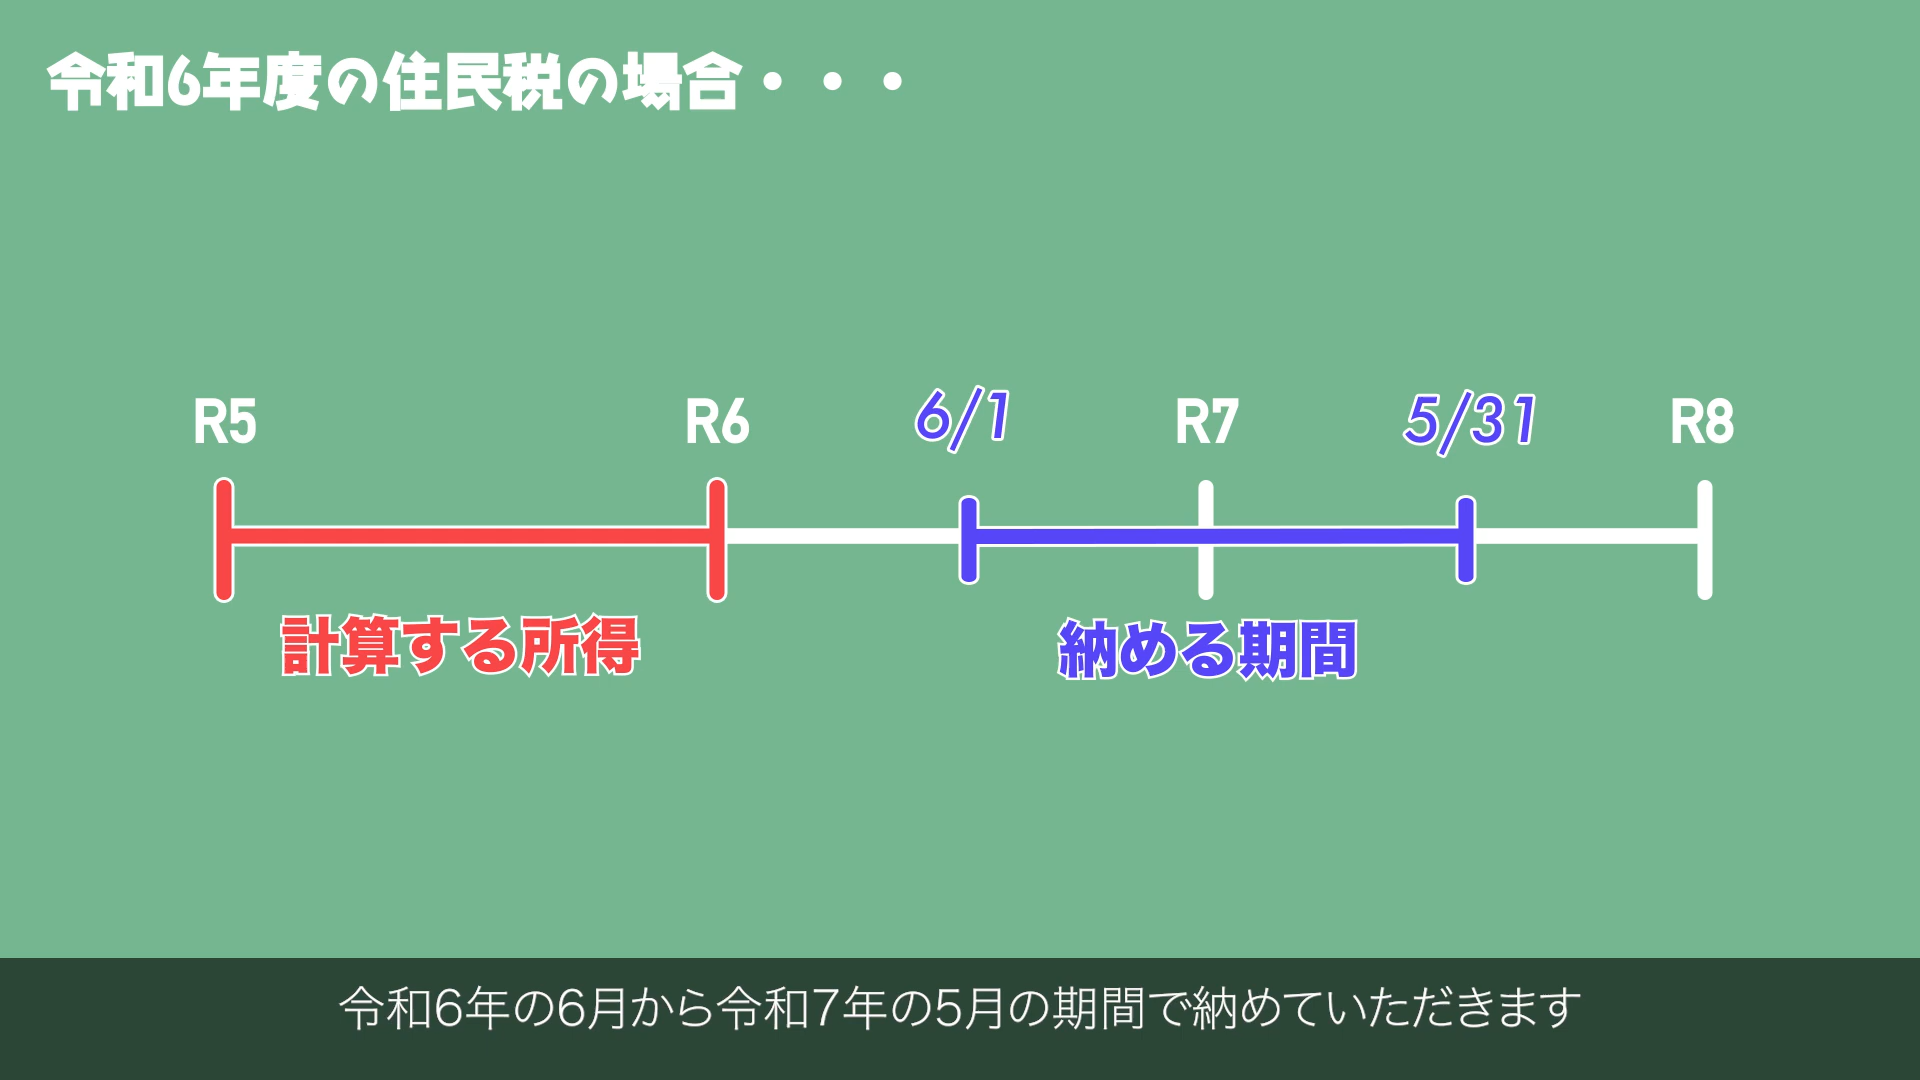 令和6年度の住民税の場合・・・
R5 R6 6/1 R7 5/31 R8
計算する所得 納める期間
令和6年の6月から令和7年の5月の期間で納めていただきます